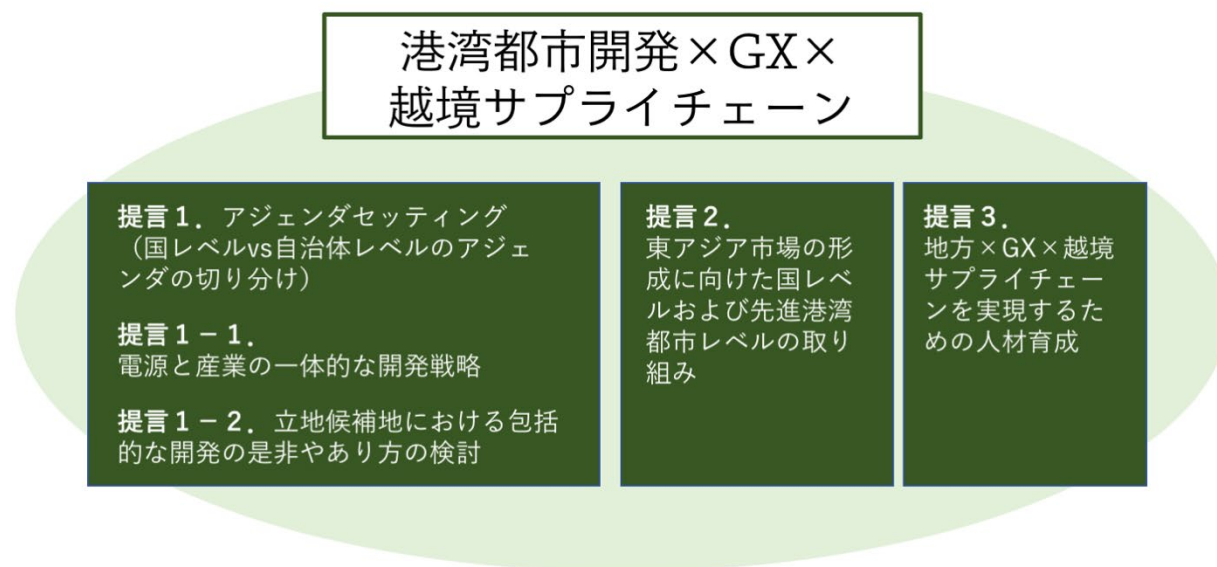 港湾都市開発×GX×
越境サプライチェーン
提言１．アジェンダセッティング
（国レベルvs自治体レベルのアジェ
ンダの切り分け）
提言１－１．
電源と産業の一体的な開発戦略
提言１－２．立地候補地における包括
的な開発の是非やあり方の検討
提言２．
東アジア市場の形
成に向けた国レベ
ルおよび先進港湾
都市レベルの取り
組み
提言３．
地方×GX×越境
サプライチェー
ンを実現するた
めの人材育成